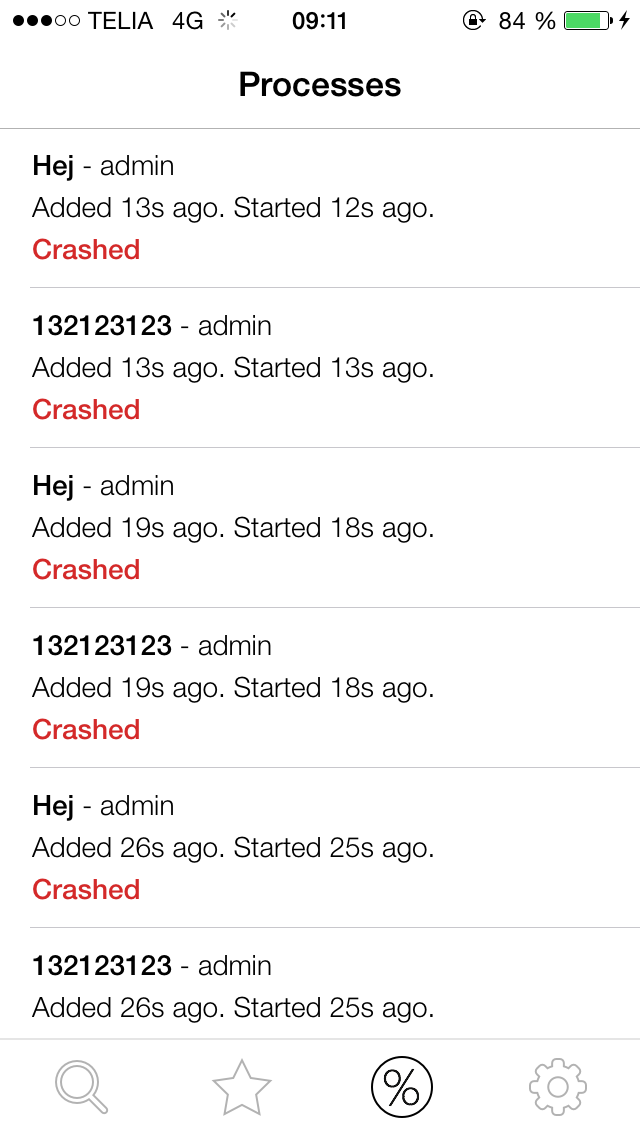 TELIA 4G 09:11 84 %
Processes
Hej - admin
Added 13s ago. Started 12s ago.
Crashed
132123123 - admin
Added 13s ago. Started 13s ago.
Crashed
Hej - admin
Added 19s ago. Started 18s ago.
Crashed
132123123 - admin
Added 19s ago. Started 18s ago.
Crashed
Hej - admin
Added 26s ago. Started 25s ago.
Crashed
132123123 - admin
Added 26s ago. Started 25s ago.
%